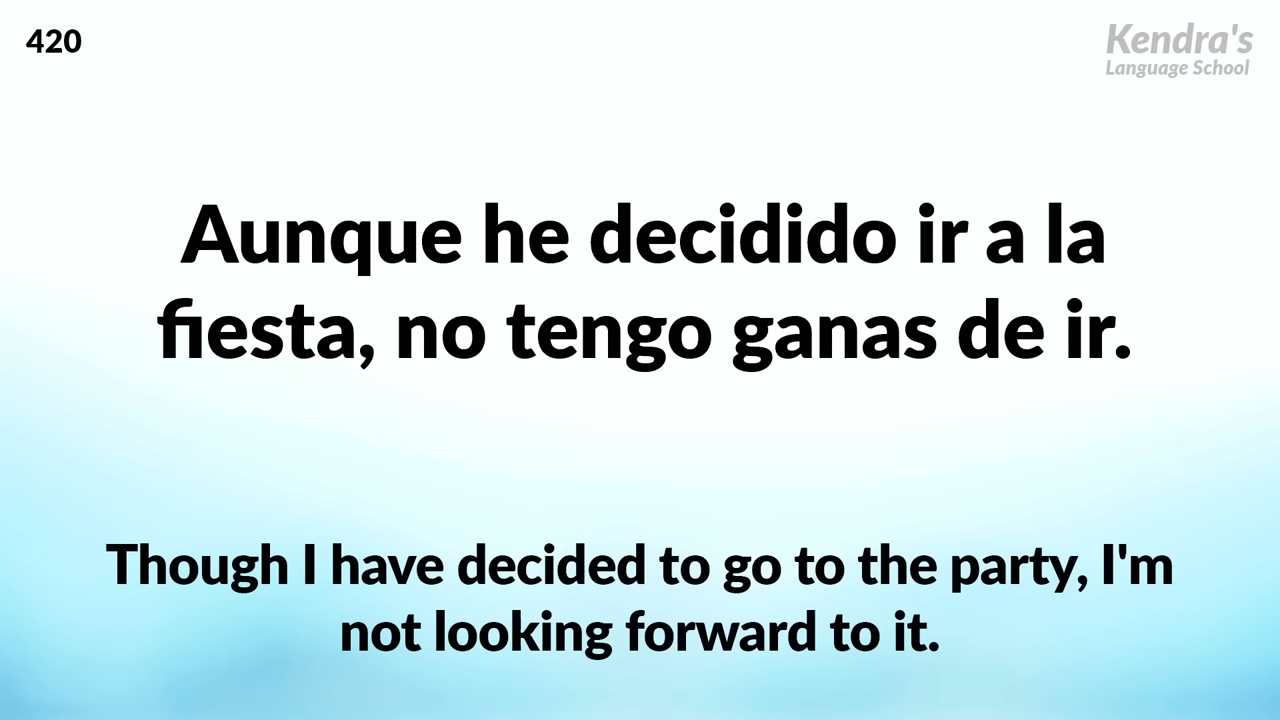 420
Kendra's
Language School
Aunque he decidido ir a la
fiesta, no tengo ganas de ir.
Though I have decided to go to the party, I'm
not looking forward to it.